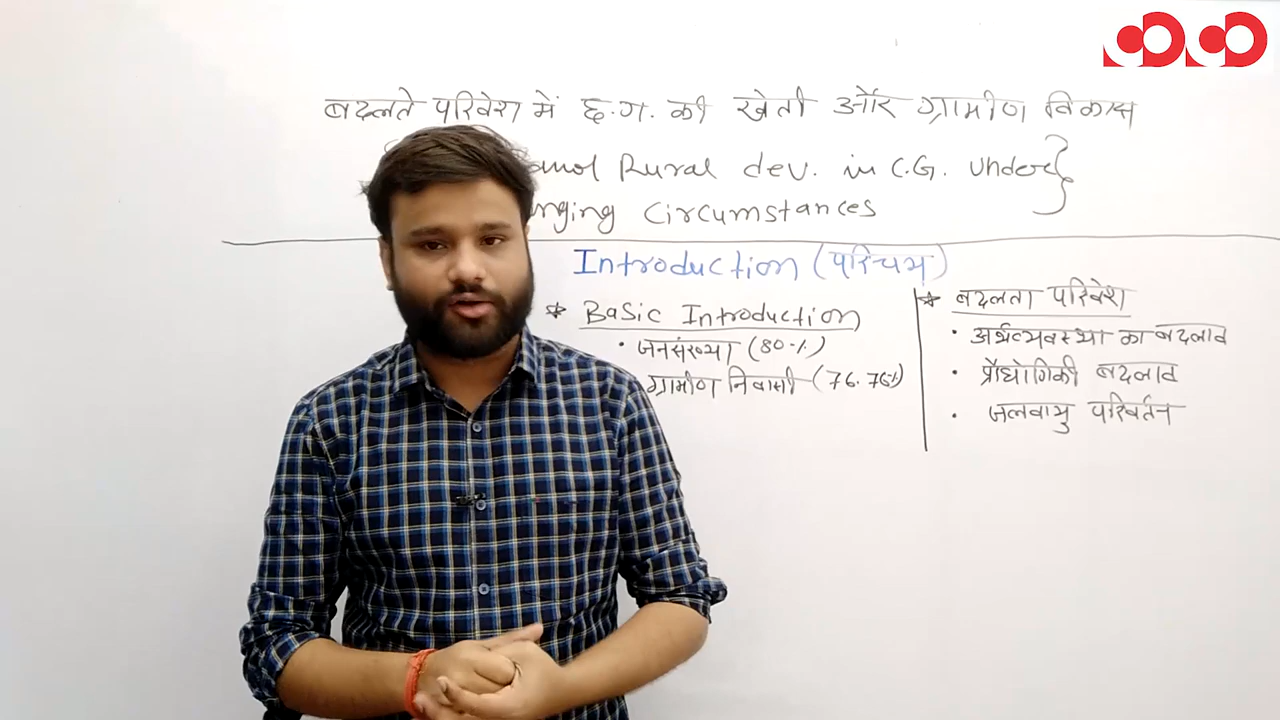 बदलते परिवेश में छ.ग. की खेती और ग्रामीण विकास
Rural dev. in C.G. under}
nging Circumstances
Introduction (परिचय)
* Basic Introduction
• जनसंख्या (80%)
ग्रामीण निवासी (76.76%)
* बदलता परिवेश
• अर्थव्यवस्था का बदलाव
• प्रौद्योगिकी बदलाव
• जलवायु परिवर्तन